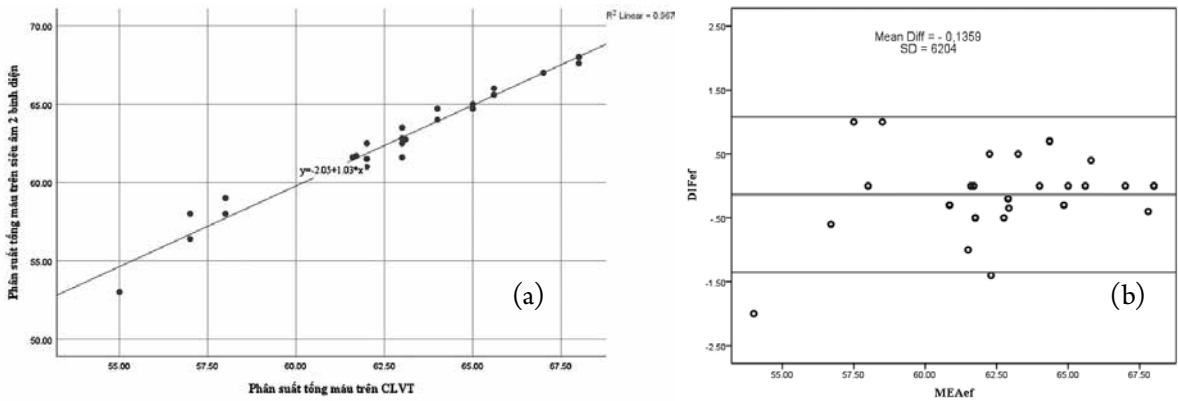 R² Linear = 0.967
70.00
65.00
60.00
55.00
50.00
Phân suất tống máu trên siêu âm 2 bình diện
y=-2.05+1.03*x
(a)
55.00
57.50
60.00
62.50
65.00
67.50
Phân suất tống máu trên CLVT
2.50
1.50
.50
-.50
-1.50
-2.50
DIFef
Mean Diff = - 0,1359
SD = 6204
(b)
55.00
57.50
60.00
62.50
65.00
67.50
MEAef